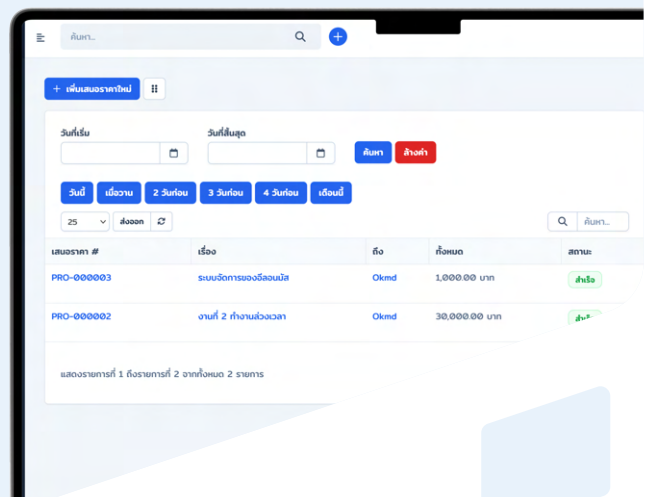 ค้นหา...
+ เพิ่มเสนอราคาใหม่
วันที่เริ่ม วันที่สิ้นสุด
ค้นหา ล้างค่า
วันนี้ เมื่อวาน 2 วันก่อน 3 วันก่อน 4 วันก่อน เดือนนี้
25 ส่งออก ค้นหา...
เสนอราคา # เรื่อง ถึง ทั้งหมด สถานะ
PRO-000003 ระบบจัดการของอีสอนมัส Okmd 1,000.00 บาท สำเร็จ
PRO-000002 งานที่ 2 ทำงานล่วงเวลา Okmd 30,000.00 บาท
แสดงรายการที่ 1 ถึงรายการที่ 2 จากทั้งหมด 2 รายการ